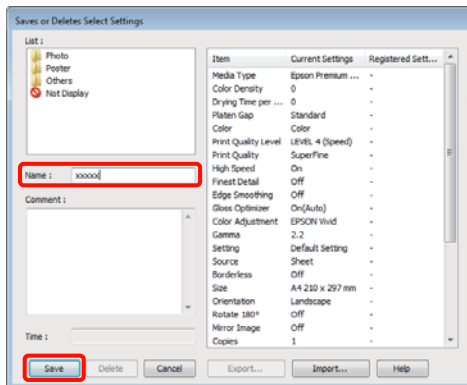 Saves or Deletes Select Settings
List :
Photo
Poster
Others
Not Display
Name :
xxxxx
Comment :
Time :
Item Current Settings Registered Sett...
Media Type Epson Premium ... -
Color Density 0 -
Drying Time per ... 0 -
Platen Gap Standard -
Color Color -
Print Quality Level LEVEL 4 (Speed) -
Print Quality SuperFine -
High Speed On -
Finest Detail Off -
Edge Smoothing Off -
Gloss Optimizer On(Auto) -
Color Adjustment EPSON Vivid -
Gamma 2.2 -
Setting Default Setting -
Source Sheet -
Borderless Off -
Size A4 210 x 297 mm -
Orientation Landscape -
Rotate 180° Off -
Mirror Image Off -
Copies 1 -
Save Delete Cancel Export... Import... Help